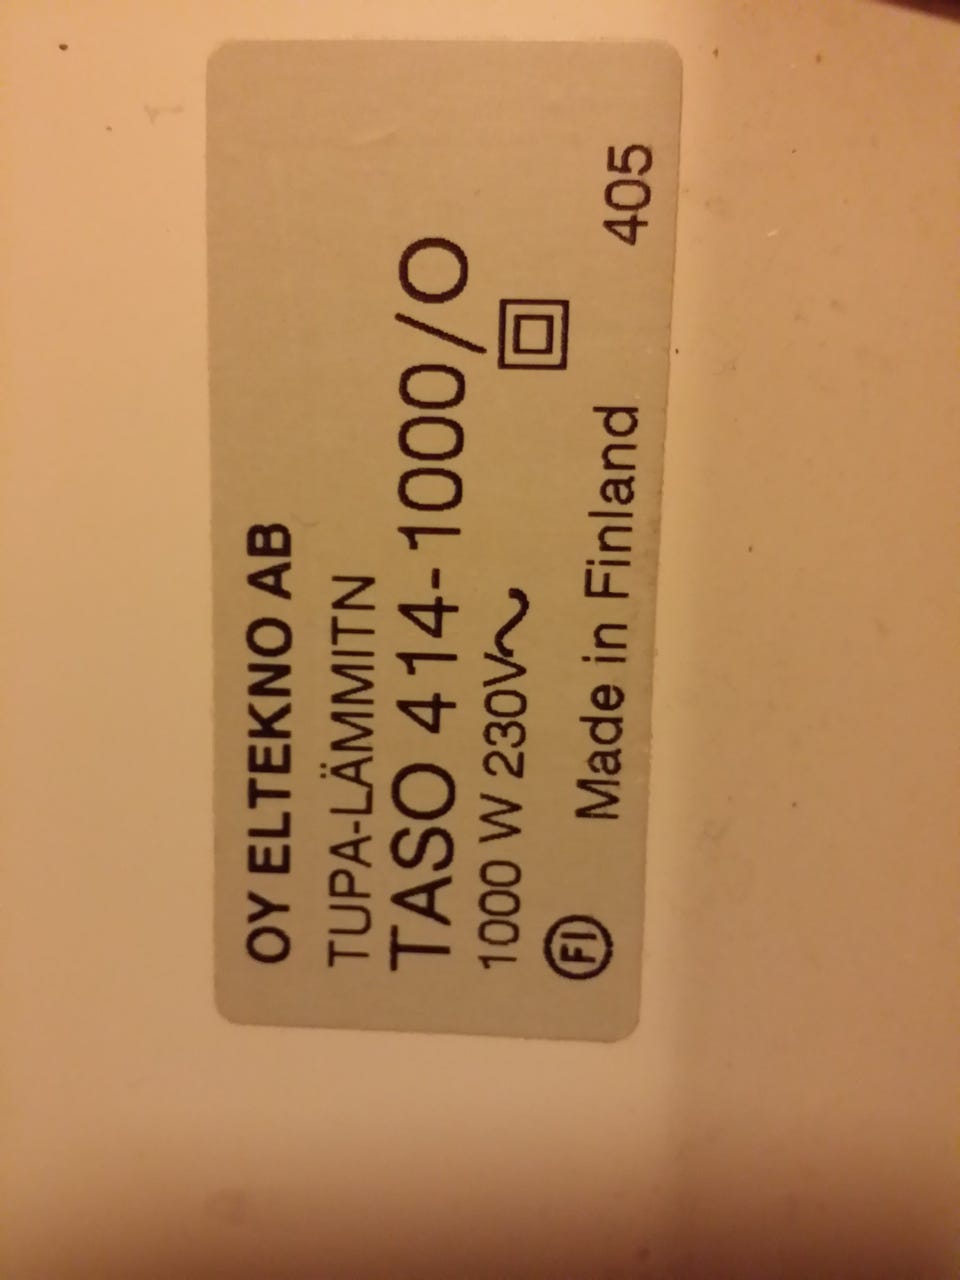 OY ELTEKNO AB
TUPA-LÄMMITN
TASO 414-1000/O
1000 W 230V~
FI Made in Finland 405